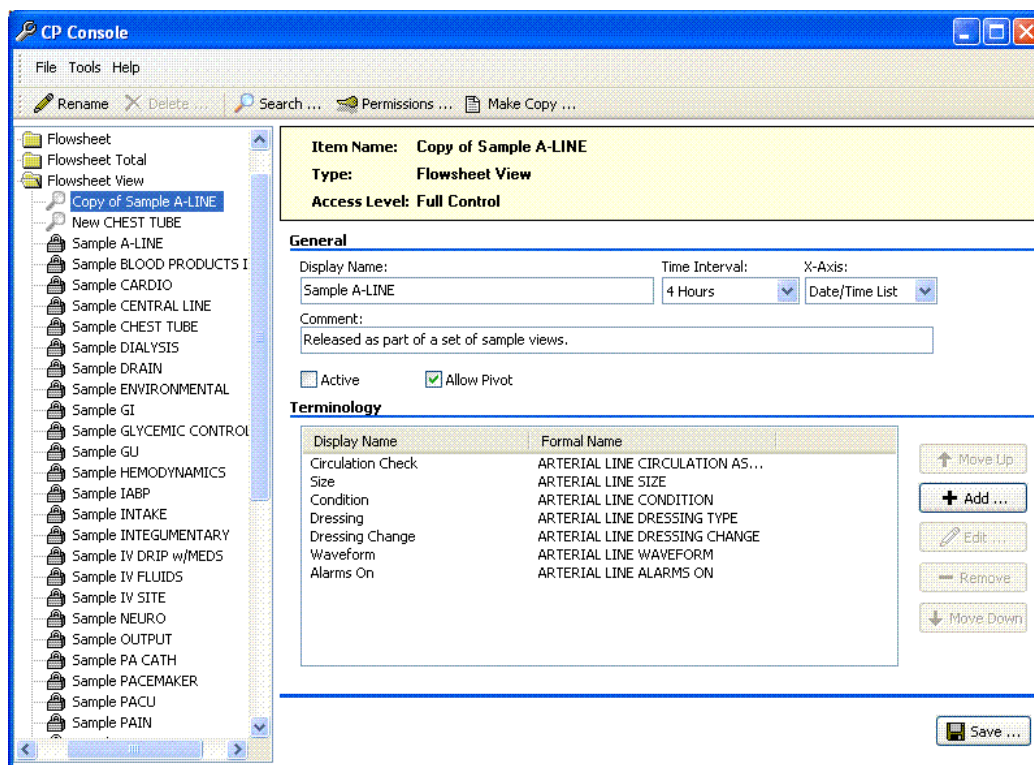 CP Console
File Tools Help
Rename Delete ... Search ... Permissions ... Make Copy ...
Flowsheet
Flowsheet Total
Flowsheet View
Copy of Sample A-LINE
New CHEST TUBE
Sample A-LINE
Sample BLOOD PRODUCTS I
Sample CARDIO
Sample CENTRAL LINE
Sample CHEST TUBE
Sample DIALYSIS
Sample DRAIN
Sample ENVIRONMENTAL
Sample GI
Sample GLYCEMIC CONTROL
Sample GU
Sample HEMODYNAMICS
Sample IABP
Sample INTAKE
Sample INTEGUMENTARY
Sample IV DRIP w/MEDS
Sample IV FLUIDS
Sample IV SITE
Sample NEURO
Sample OUTPUT
Sample PA CATH
Sample PACEMAKER
Sample PACU
Sample PAIN
Item Name: Copy of Sample A-LINE
Type: Flowsheet View
Access Level: Full Control
General
Display Name: Time Interval: X-Axis:
Sample A-LINE 4 Hours Date/Time List
Comment:
Released as part of a set of sample views.
Active Allow Pivot
Terminology
Display Name Formal Name
Circulation Check ARTERIAL LINE CIRCULATION AS...
Size ARTERIAL LINE SIZE
Condition ARTERIAL LINE CONDITION
Dressing ARTERIAL LINE DRESSING TYPE
Dressing Change ARTERIAL LINE DRESSING CHANGE
Waveform ARTERIAL LINE WAVEFORM
Alarms On ARTERIAL LINE ALARMS ON
Move Up
Add ...
Edit ...
Remove
Move Down
Save ...